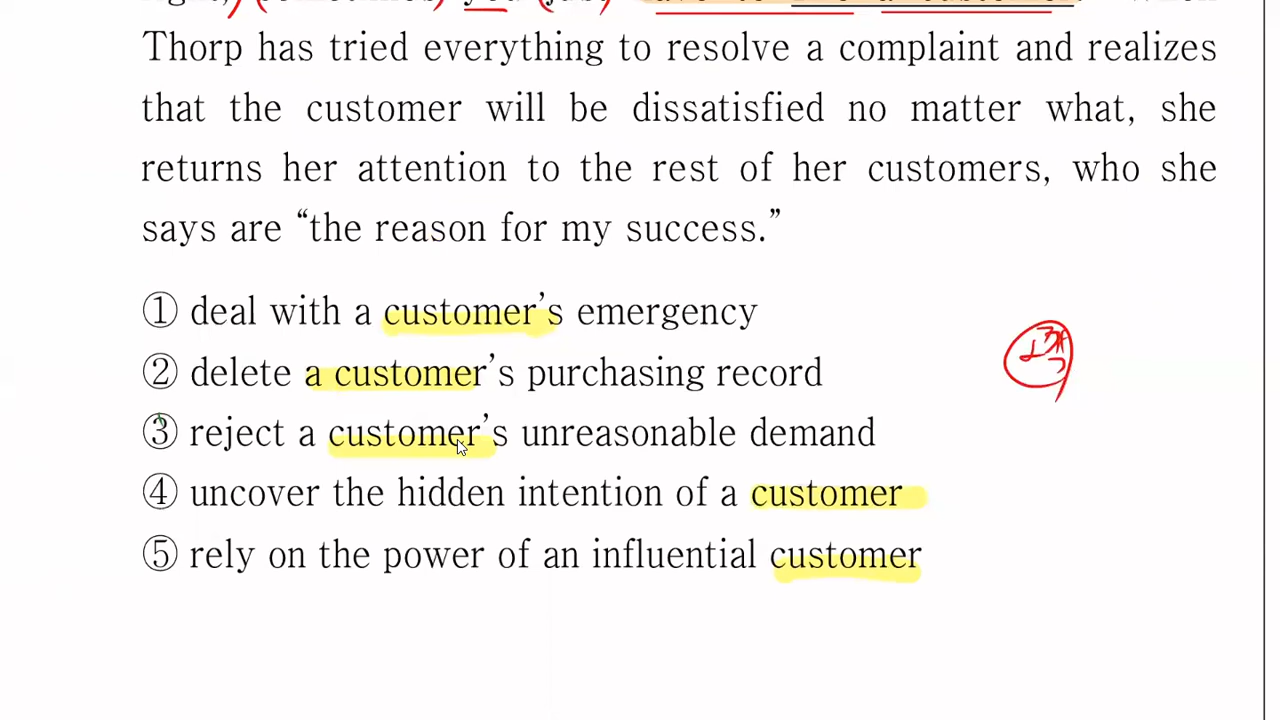 Thorp has tried everything to resolve a complaint and realizes
that the customer will be dissatisfied no matter what, she
returns her attention to the rest of her customers, who she
says are “the reason for my success.”
① deal with a customer’s emergency
② delete a customer’s purchasing record
③ reject a customer’s unreasonable demand
④ uncover the hidden intention of a customer
⑤ rely on the power of an influential customer